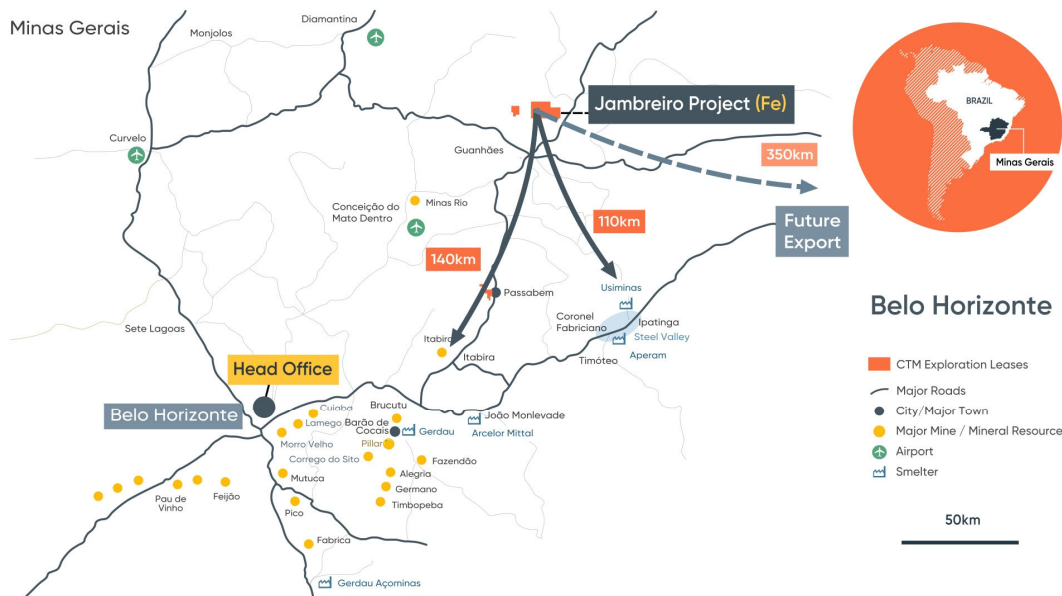 Minas Gerais
Diamantina
Monjolos
Jambreiro Project (Fe)
BRAZIL
Minas Gerais
Curvelo
Guanhães
350km
Conceição do
Mato Dentro
Minas Rio
110km
Future
Export
140km
Usiminas
Passabem
Coronel
Fabriciano
Ipatinga
Steel Valley
Sete Lagoas
Itabira
Itabira
Timóteo
Aperam
Head Office
Belo Horizonte
Cuiaba
Lamego
Brucutu
Barão de
Cocais
Gerdau
João Monlevade
Arcelor Mittal
Morro Velho
Pillar
Corrego do Sito
Fazendão
Mutuca
Alegria
Germano
Timbopeba
Pau de
Vinho
Feijão
Pico
Fabrica
Gerdau Açominas
Belo Horizonte
CTM Exploration Leases
Major Roads
City/Major Town
Major Mine / Mineral Resource
Airport
Smelter
50km